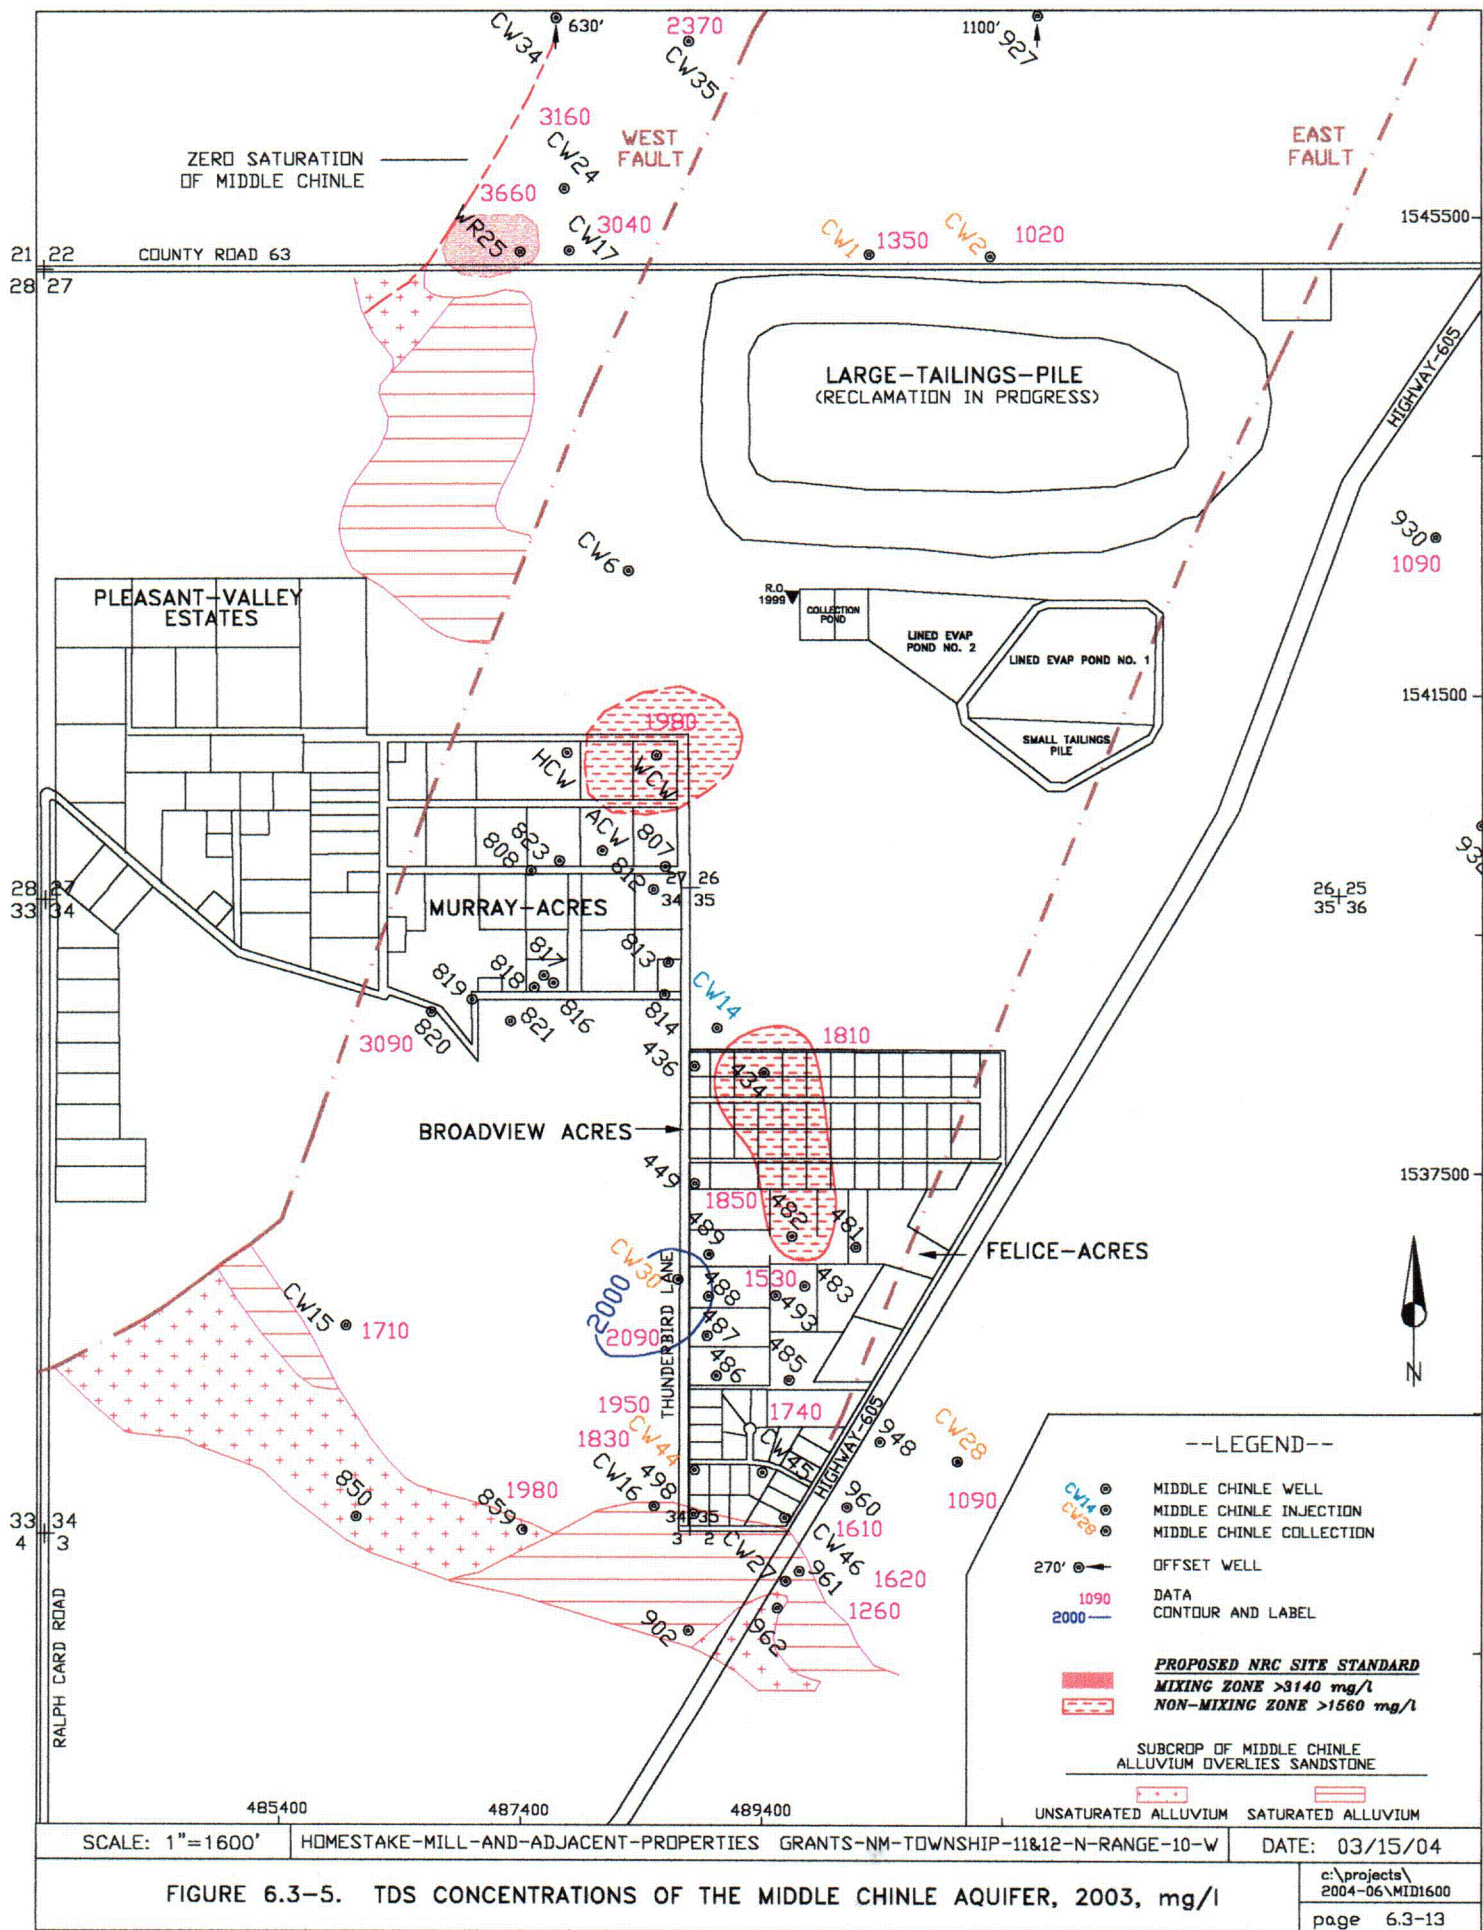 CW34
630'
2370
CW35
1100'
927
3160
CW24
WEST
FAULT
EAST
FAULT
ZERO SATURATION
OF MIDDLE CHINLE
3660
WR25
3040
CW17
CW1
1350
CW2
1020
1545500
21 22
28 27
COUNTY ROAD 63
LARGE-TAILINGS-PILE
(RECLAMATION IN PROGRESS)
HIGHWAY-605
CW6
930
1090
R.O.
1999
COLLECTION
POND
LINED EVAP
POND NO. 2
LINED EVAP POND NO. 1
SMALL TAILINGS
PILE
PLEASANT-VALLEY
ESTATES
1541500
1980
HCW
WCW
ACW
807
823
808
812
28 27
33 34
27 26
34 35
26 25
35 36
MURRAY-ACRES
817
813
818
819
816
814
821
820
3090
CW14
436
434
1810
BROADVIEW ACRES
449
1850
482
481
489
1537500
FELICE-ACRES
CW30
2000
2090
THUNDERBIRD LANE
488
1530
483
493
487
486
485
CW15
1710
1950
1740
1830
CW44
CW45
HIGHWAY-605
948
CW28
1090
498
CW16
850
859
1980
960
1610
33 34
4 3
34 35
3 2
CW27
CW46
961
1620
1260
902
962
RALPH CARD ROAD
N
--LEGEND--
CW14
CW28
MIDDLE CHINLE WELL
MIDDLE CHINLE INJECTION
MIDDLE CHINLE COLLECTION
270'
OFFSET WELL
1090
DATA
2000
CONTOUR AND LABEL
PROPOSED NRC SITE STANDARD
MIXING ZONE >3140 mg/l
NON-MIXING ZONE >1560 mg/l
SUBCROP OF MIDDLE CHINLE
ALLUVIUM OVERLIES SANDSTONE
UNSATURATED ALLUVIUM
SATURATED ALLUVIUM
485400
487400
489400
SCALE: 1"=1600'
HOMESTAKE-MILL-AND-ADJACENT-PROPERTIES GRANTS-NM-TOWNSHIP-11&12-N-RANGE-10-W
DATE: 03/15/04
FIGURE 6.3-5. TDS CONCENTRATIONS OF THE MIDDLE CHINLE AQUIFER, 2003, mg/l
c:\projects\
2004-06\MID1600
page 6.3-13